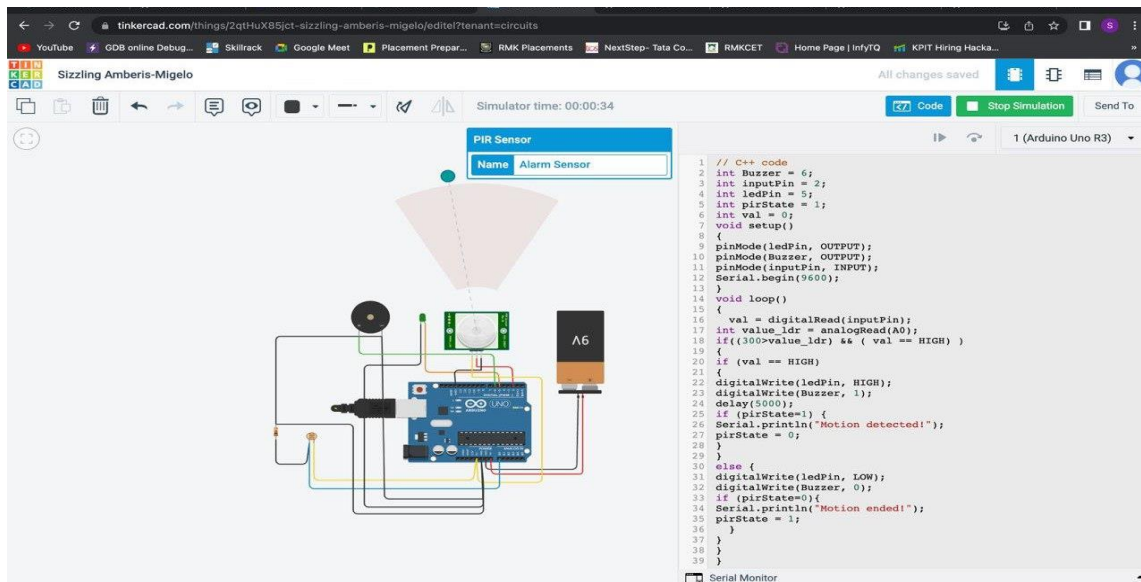 tinkercad.com/things/2qtHuX85jct-sizzling-amberis-migelo/editel?tenant=circuits
YouTube GDB online Debug... Skillrack Google Meet Placement Prepar... RMK Placements NextStep- Tata Co... RMKCET Home Page | InfyTQ KPIT Hiring Hacka... »
TIN
KER
CAD
Sizzling Amberis-Migelo
All changes saved
Simulator time: 00:00:34
Code
Stop Simulation
Send To
PIR Sensor
Name Alarm Sensor
1 (Arduino Uno R3)
1 // C++ code
2 int Buzzer = 6;
3 int inputPin = 2;
4 int ledPin = 5;
5 int pirState = 1;
6 int val = 0;
7 void setup()
8 {
9 pinMode(ledPin, OUTPUT);
10 pinMode(Buzzer, OUTPUT);
11 pinMode(inputPin, INPUT);
12 Serial.begin(9600);
13 }
14 void loop()
15 {
16 val = digitalRead(inputPin);
17 int value_ldr = analogRead(A0);
18 if((300>value_ldr) && ( val == HIGH) )
19 {
20 if (val == HIGH)
21 {
22 digitalWrite(ledPin, HIGH);
23 digitalWrite(Buzzer, 1);
24 delay(5000);
25 if (pirState=1) {
26 Serial.println("Motion detected!");
27 pirState = 0;
28 }
29 }
30 else {
31 digitalWrite(ledPin, LOW);
32 digitalWrite(Buzzer, 0);
33 if (pirState=0){
34 Serial.println("Motion ended!");
35 pirState = 1;
36 }
37 }
38 }
39 }
Serial Monitor
9V
UNO
ARDUINO